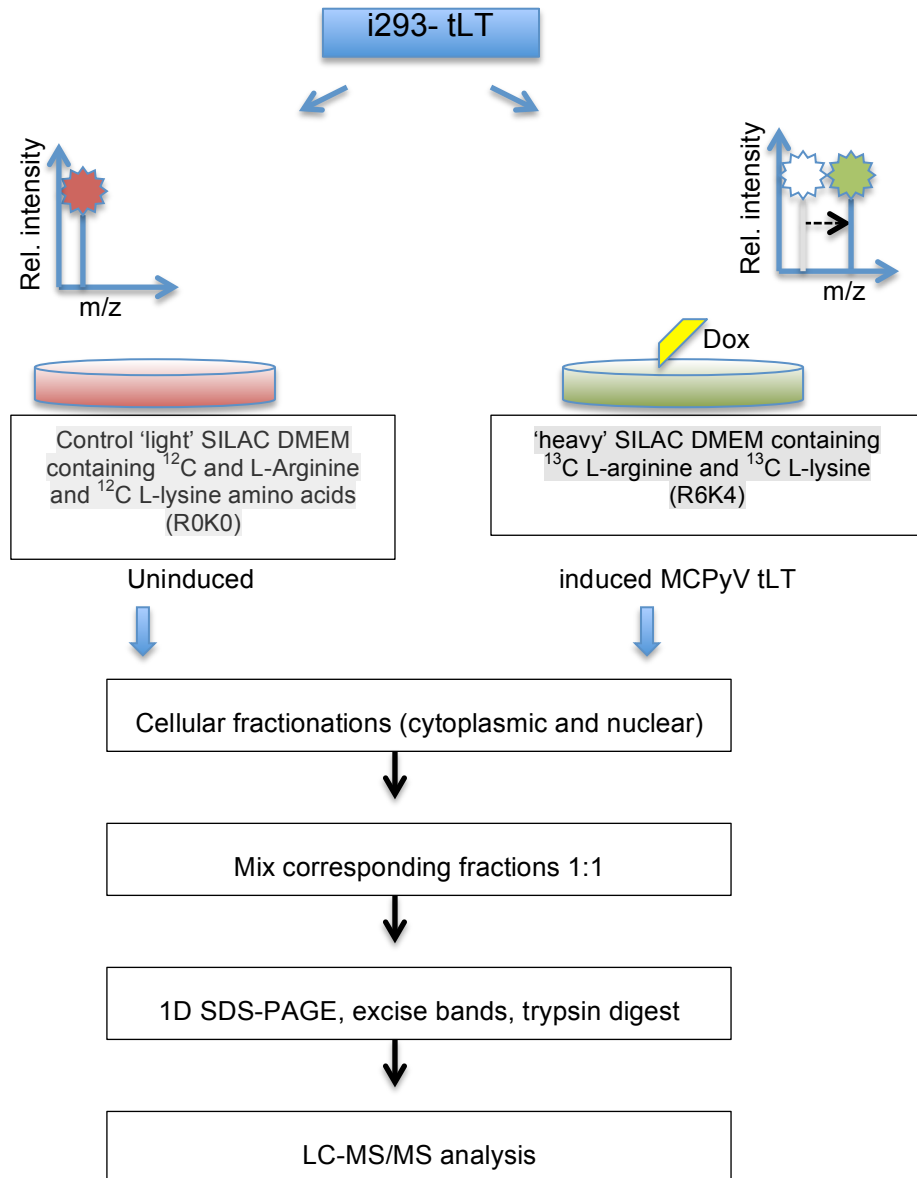 i293- tLT
Rel. intensity
m/z
Rel. intensity
m/z
Dox
Control ‘light’ SILAC DMEM
containing ¹²C and L-Arginine
and ¹²C L-lysine amino acids
(R0K0)
‘heavy’ SILAC DMEM containing
¹³C L-arginine and ¹³C L-lysine
(R6K4)
Uninduced
induced MCPyV tLT
Cellular fractionations (cytoplasmic and nuclear)
Mix corresponding fractions 1:1
1D SDS-PAGE, excise bands, trypsin digest
LC-MS/MS analysis